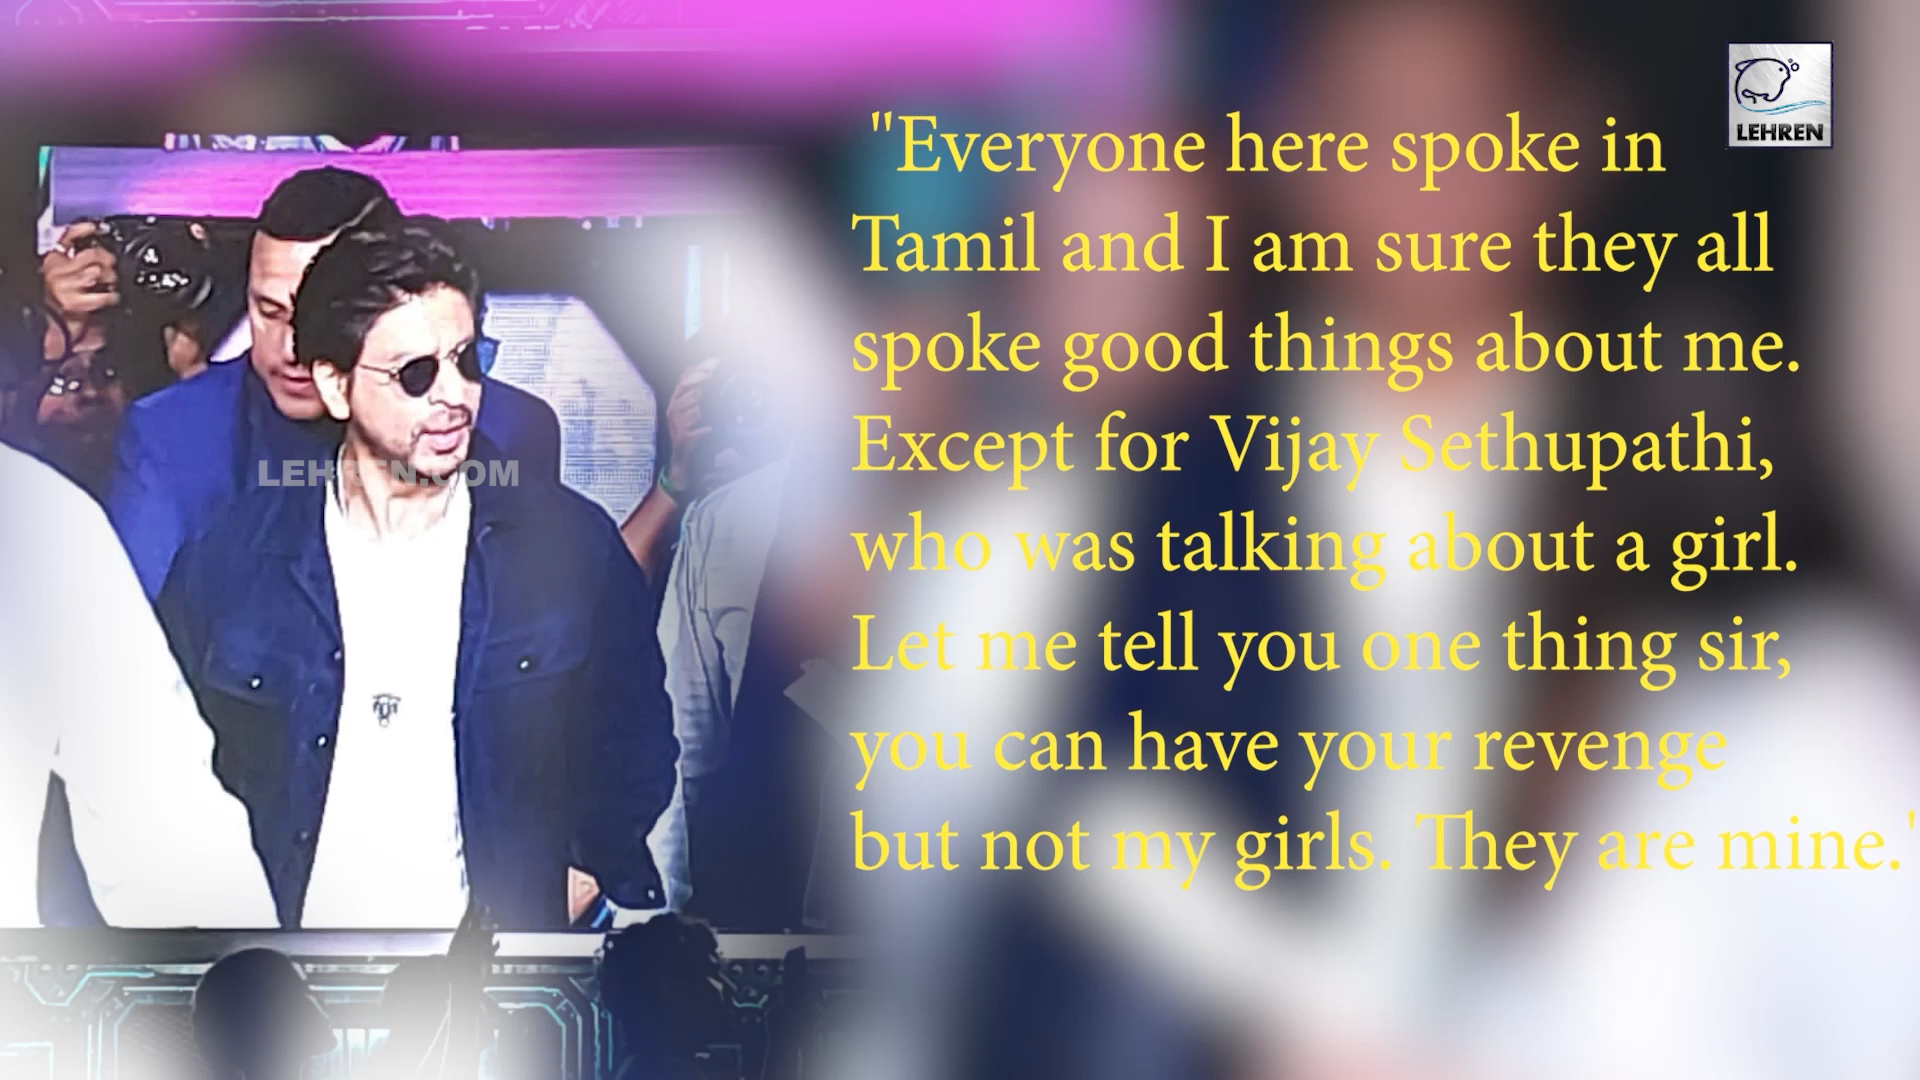 LEHREN
"Everyone here spoke in
Tamil and I am sure they all
spoke good things about me.
Except for Vijay Sethupathi,
who was talking about a girl.
Let me tell you one thing sir,
you can have your revenge
but not my girls. They are mine.'
LEHREN.COM